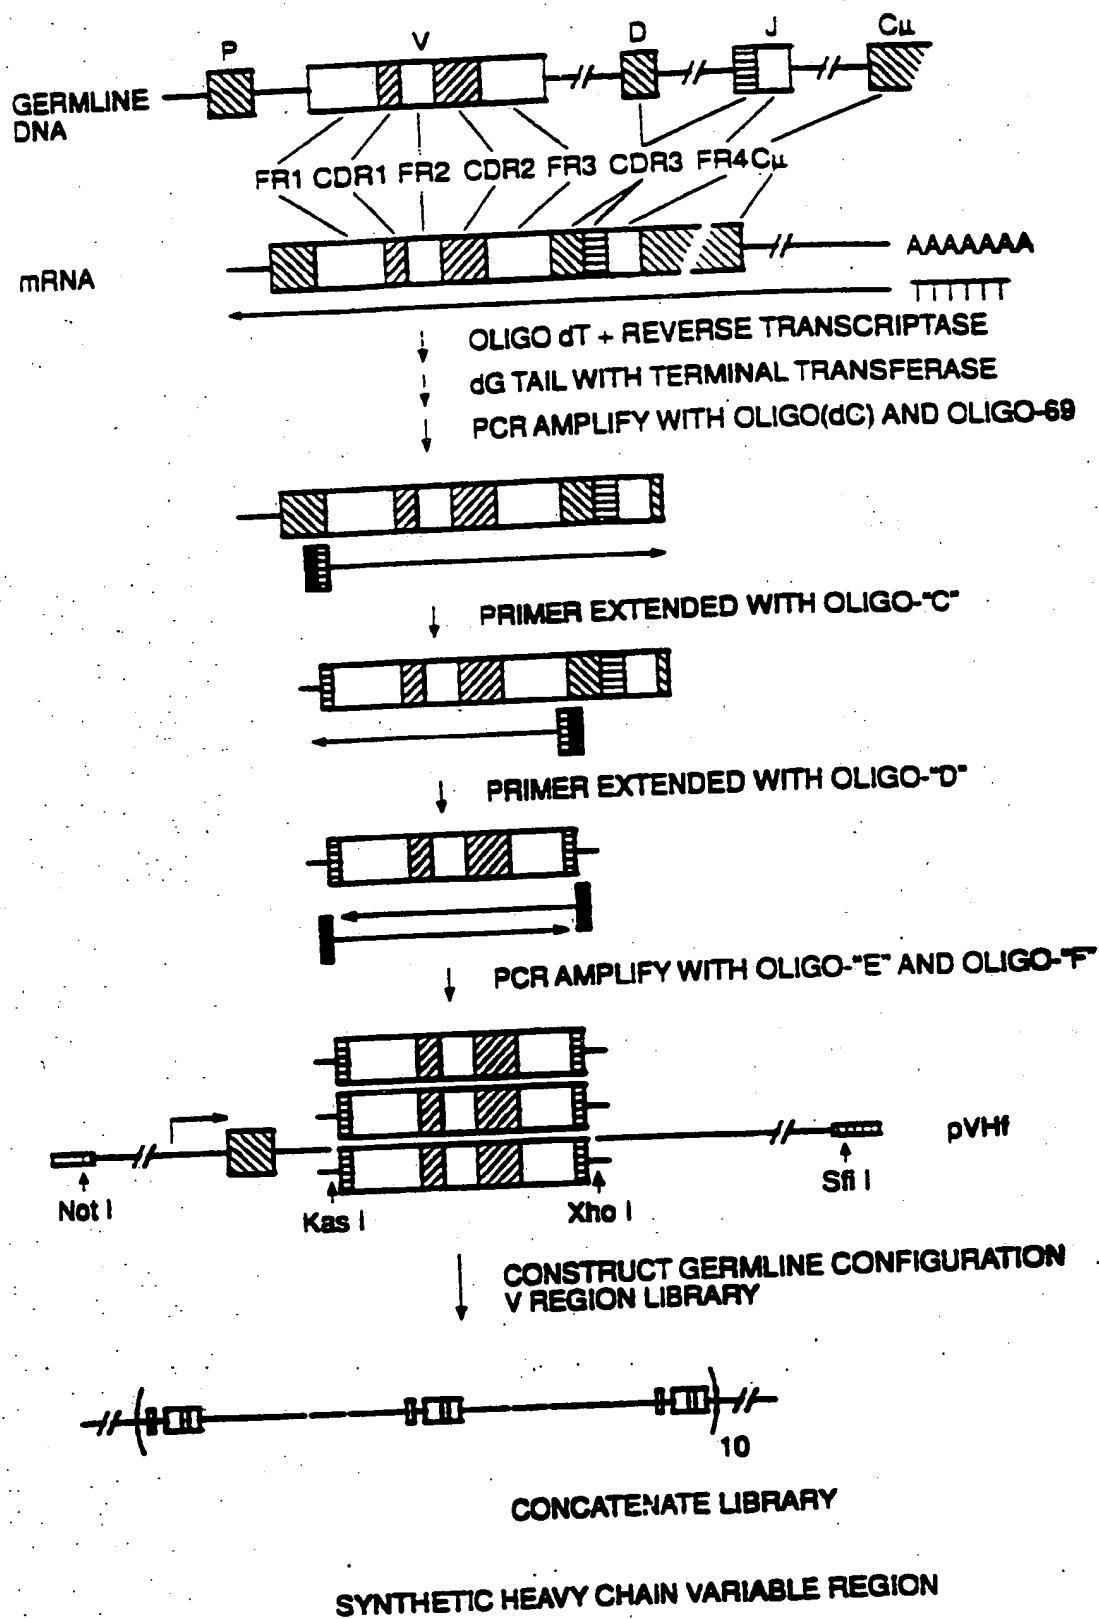 P V D J Cμ
GERMLINE
DNA
FR1 CDR1 FR2 CDR2 FR3 CDR3 FR4 Cμ
mRNA
AAAAAAA
TTTTTT
OLIGO dT + REVERSE TRANSCRIPTASE
dG TAIL WITH TERMINAL TRANSFERASE
PCR AMPLIFY WITH OLIGO(dC) AND OLIGO-69
PRIMER EXTENDED WITH OLIGO-"C"
PRIMER EXTENDED WITH OLIGO-"D"
PCR AMPLIFY WITH OLIGO-"E" AND OLIGO-"F"
pVHf
Not I
Kas I
Xho I
Sfi I
CONSTRUCT GERMLINE CONFIGURATION
V REGION LIBRARY
10
CONCATENATE LIBRARY
SYNTHETIC HEAVY CHAIN VARIABLE REGION